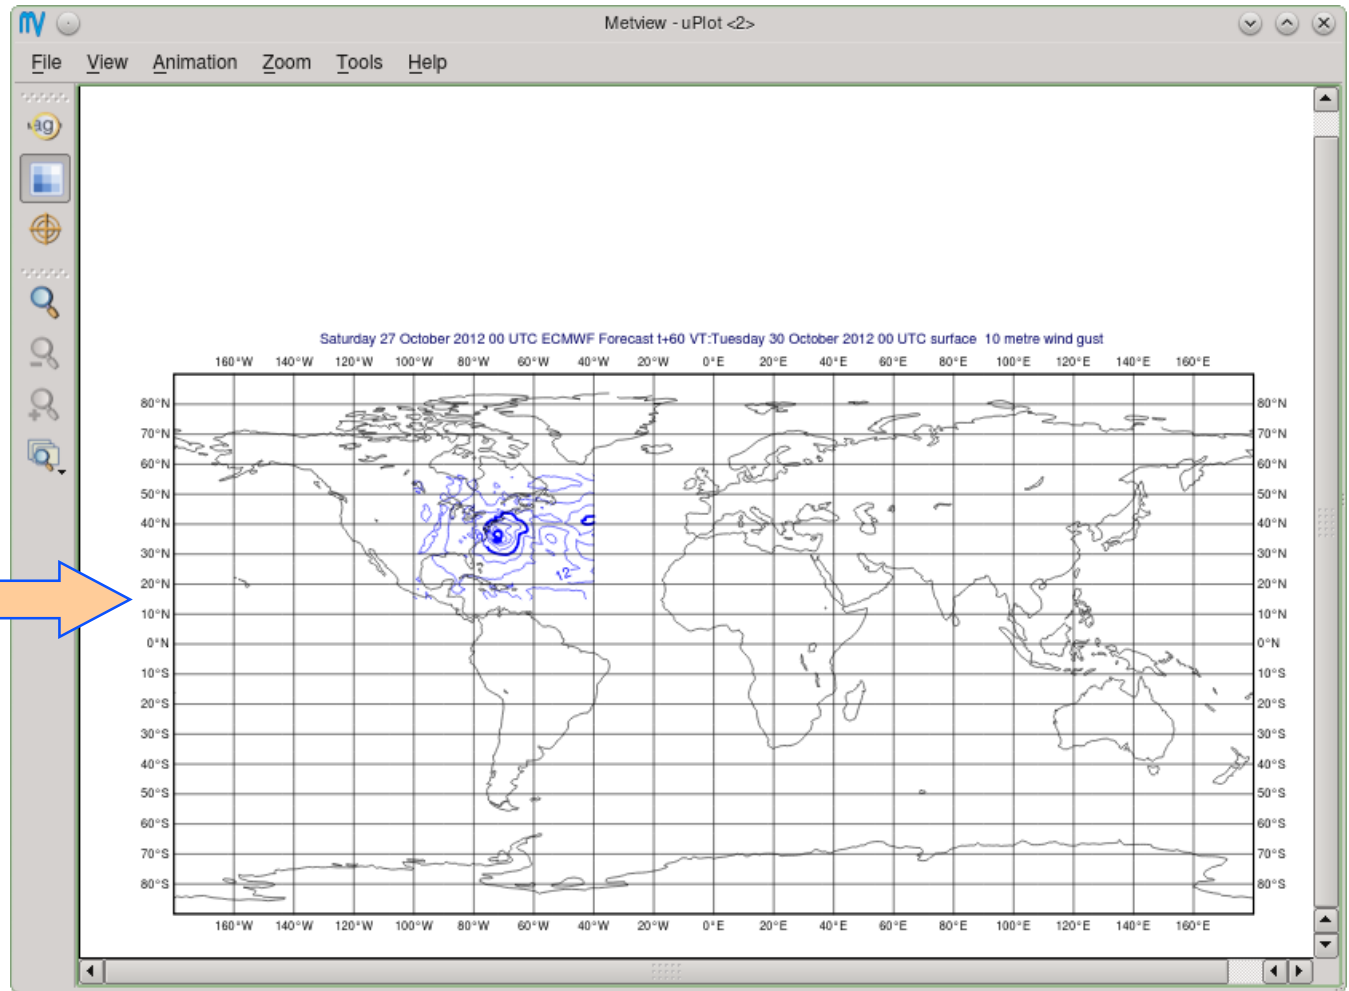 Metview - uPlot <2>
File View Animation Zoom Tools Help
Saturday 27 October 2012 00 UTC ECMWF Forecast t+60 VT:Tuesday 30 October 2012 00 UTC surface 10 metre wind gust
160°W 140°W 120°W 100°W 80°W 60°W 40°W 20°W 0°E 20°E 40°E 60°E 80°E 100°E 120°E 140°E 160°E
80°N 80°N
70°N 70°N
60°N 60°N
50°N 50°N
40°N 40°N
30°N 30°N
12
20°N 20°N
10°N 10°N
0°N 0°N
10°S 10°S
20°S 20°S
30°S 30°S
40°S 40°S
50°S 50°S
60°S 60°S
70°S 70°S
80°S 80°S
160°W 140°W 120°W 100°W 80°W 60°W 40°W 20°W 0°E 20°E 40°E 60°E 80°E 100°E 120°E 140°E 160°E